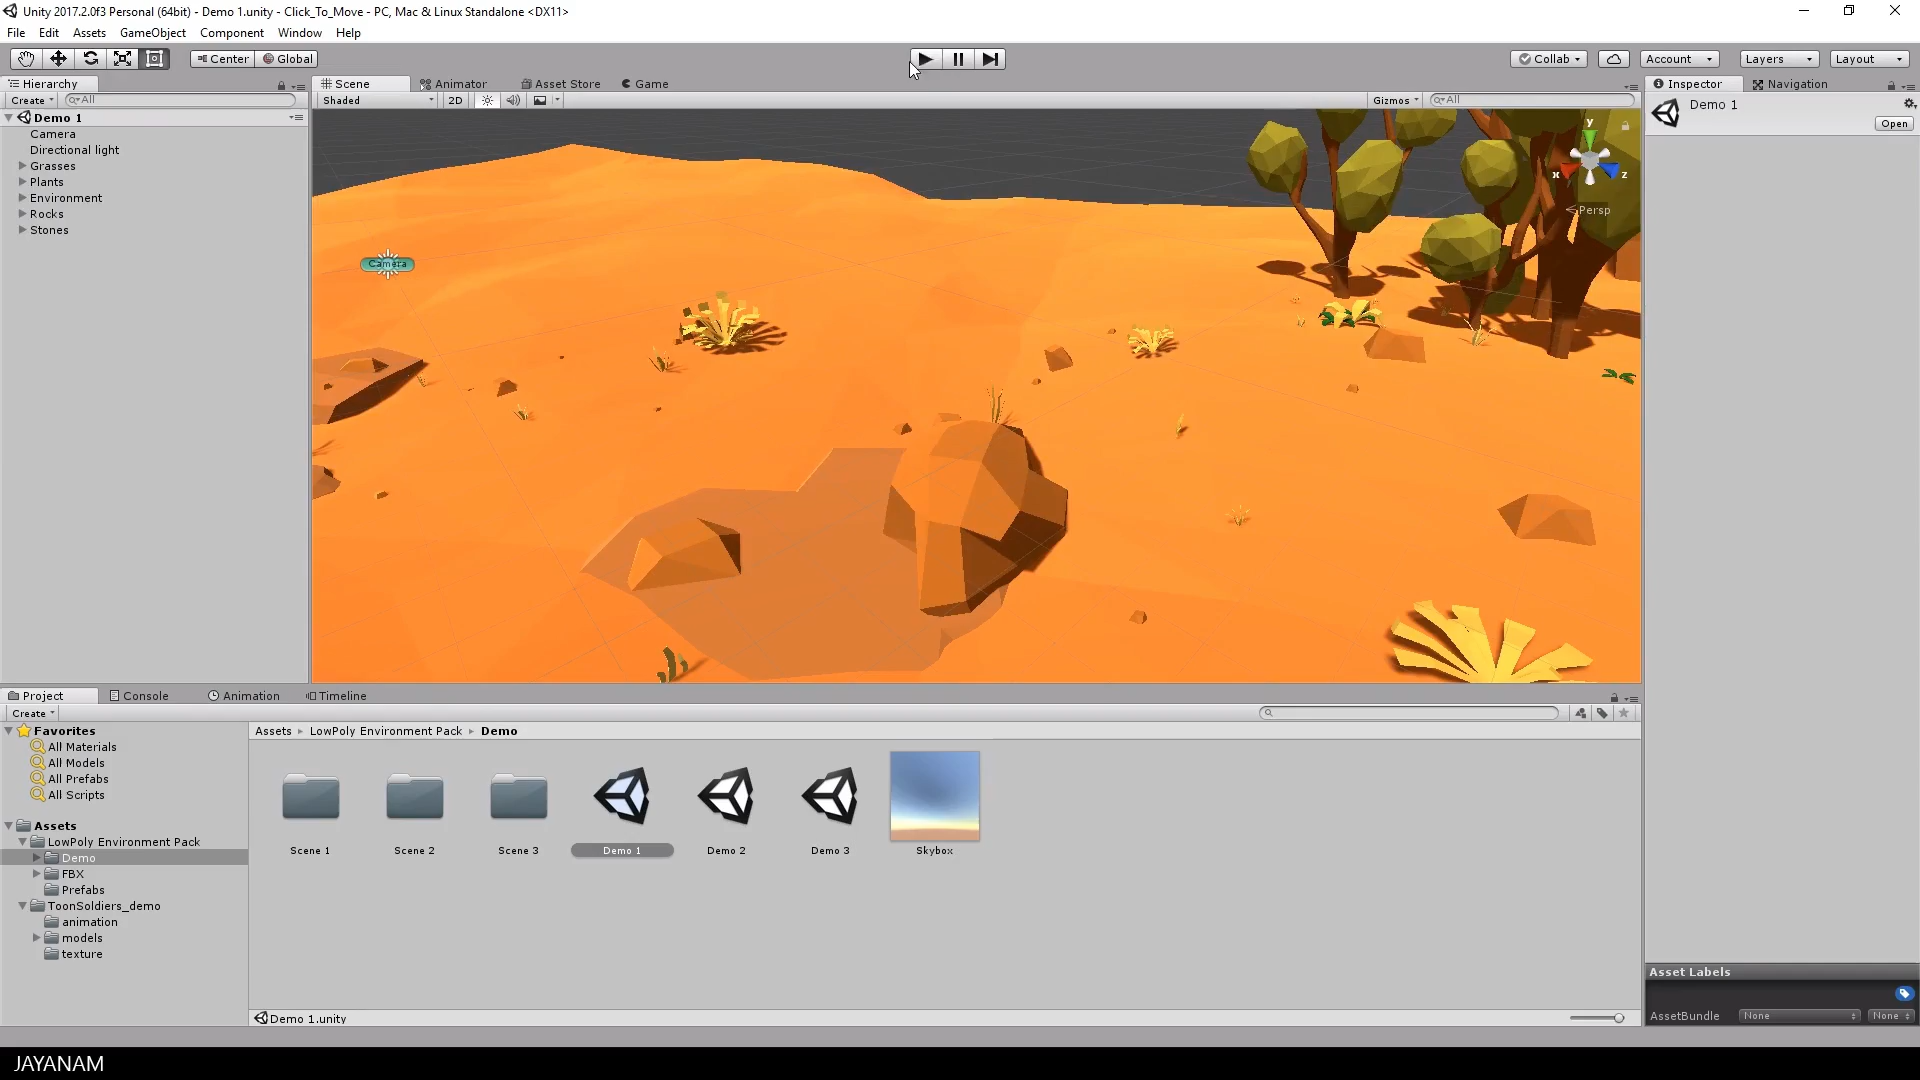 Unity 2017.2.0f3 Personal (64bit) - Demo 1.unity - Click_To_Move - PC, Mac & Linux Standalone <DX11>
File Edit Assets GameObject Component Window Help
Center Global Collab Account Layers Layout
Hierarchy
Create All
Demo 1
Camera
Directional light
Grasses
Plants
Environment
Rocks
Stones
Scene Animator Asset Store Game
Shaded 2D Gizmos All
y
x z
Persp
Camera
Inspector Navigation
Demo 1
Open
Project Console Animation Timeline
Create
Favorites
All Materials
All Models
All Prefabs
All Scripts
Assets
LowPoly Environment Pack
Demo
FBX
Prefabs
ToonSoldiers_demo
animation
models
texture
Assets LowPoly Environment Pack Demo
Scene 1 Scene 2 Scene 3 Demo 1 Demo 2 Demo 3 Skybox
Demo 1.unity
Asset Labels
AssetBundle None None
JAYANAM